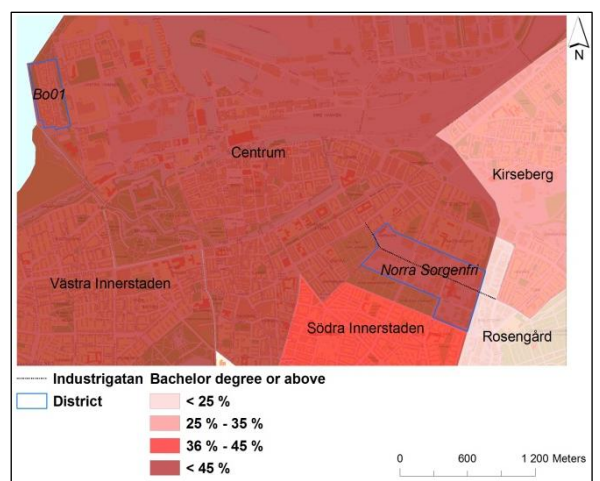 N
Bo01
Centrum
Kirseberg
Norra Sorgenfri
Västra Innerstaden
Södra Innerstaden
Rosengård
Industrigatan Bachelor degree or above
District
< 25 %
25 % - 35 %
36 % - 45 %
< 45 %
0 600 1 200 Meters